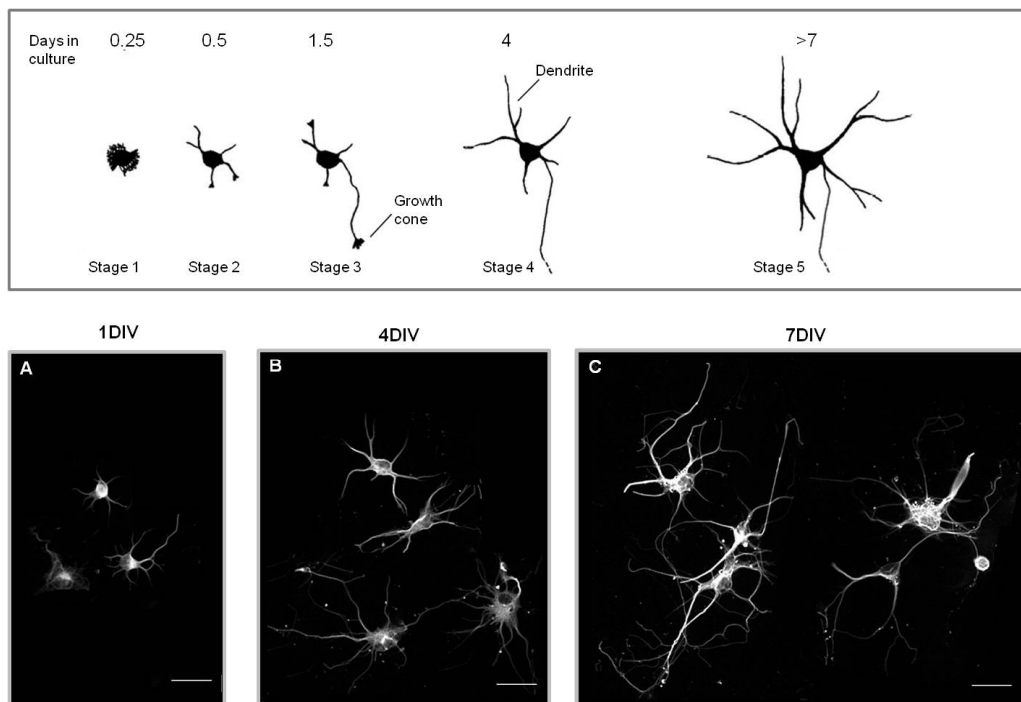 Days in culture
0.25 0.5 1.5 4 >7
Dendrite
Growth cone
Stage 1 Stage 2 Stage 3 Stage 4 Stage 5
1DIV 4DIV 7DIV
A B C